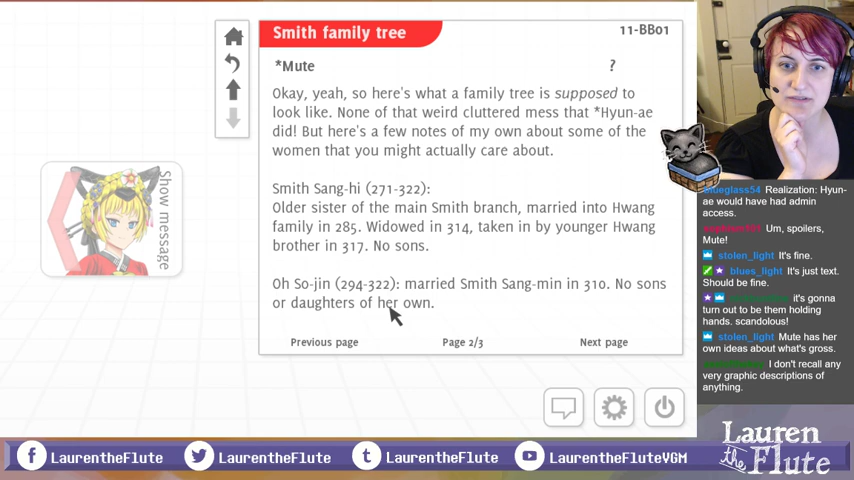 Smith family tree
11-BB01
*Mute
?
Okay, yeah, so here's what a family tree is supposed to
look like. None of that weird cluttered mess that *Hyun-ae
did! But here's a few notes of my own about some of the
women that you might actually care about.
Smith Sang-hi (271-322):
Older sister of the main Smith branch, married into Hwang
family in 285. Widowed in 314, taken in by younger Hwang
brother in 317. No sons.
Oh So-jin (294-322): married Smith Sang-min in 310. No sons
or daughters of her own.
Previous page
Page 2/3
Next page
Show message
blueglass54 Realization: Hyun-
ae would have had admin
access.
Um, spoilers,
Mute!
stolen_light It's fine.
blues_light It's just text.
Should be fine.
it's gonna
turn out to be them holding
hands. scandolous!
stolen_light Mute has her
own ideas about what's gross.
I don't recall any
very graphic descriptions of
anything.
LaurentheFlute
LaurentheFlute
LaurentheFlute
LaurentheFluteVGM
Lauren
the Flute